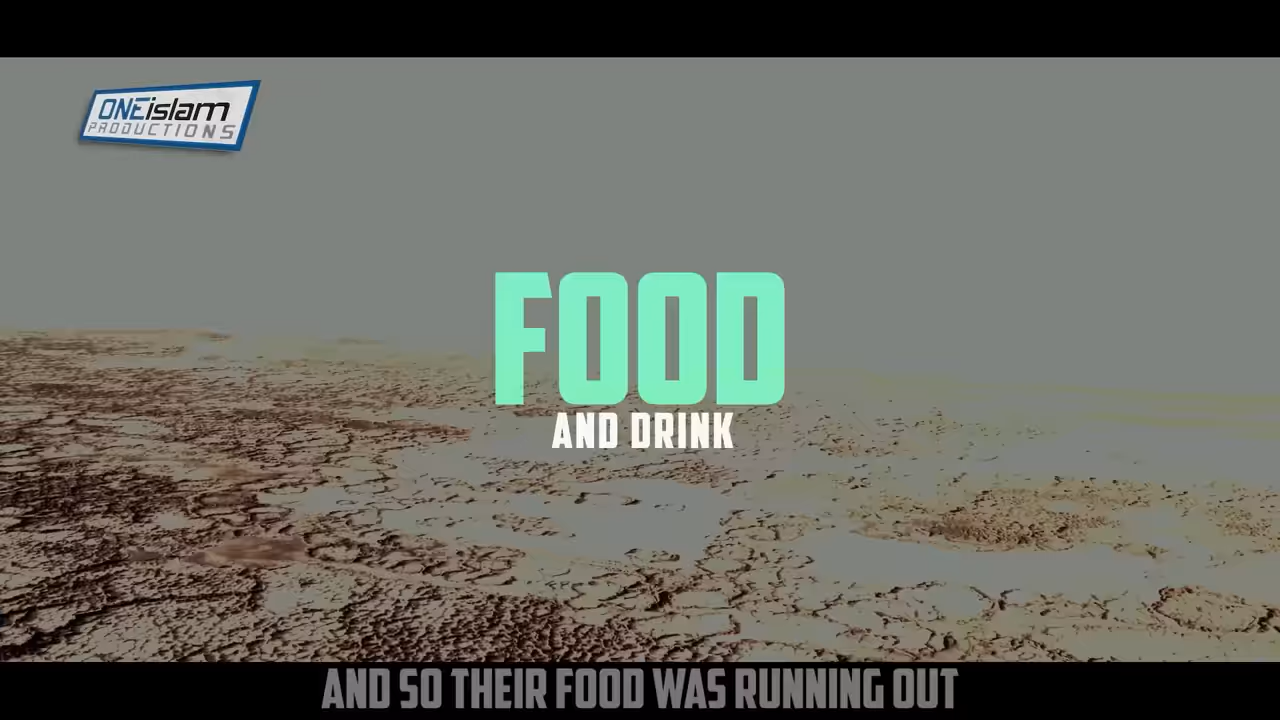 ONEislam
PRODUCTIONS
FOOD
AND DRINK
AND SO THEIR FOOD WAS RUNNING OUT